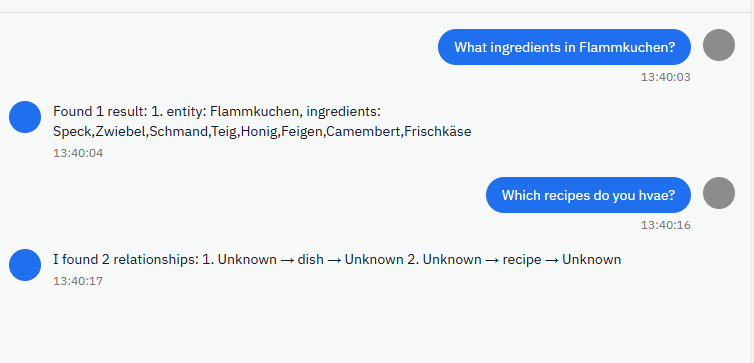 What ingredients in Flammkuchen?
13:40:03
Found 1 result: 1. entity: Flammkuchen, ingredients:
Speck,Zwiebel,Schmand,Teig,Honig,Feigen,Camembert,Frischkäse
13:40:04
Which recipes do you hvae?
13:40:16
I found 2 relationships: 1. Unknown → dish → Unknown 2. Unknown → recipe → Unknown
13:40:17